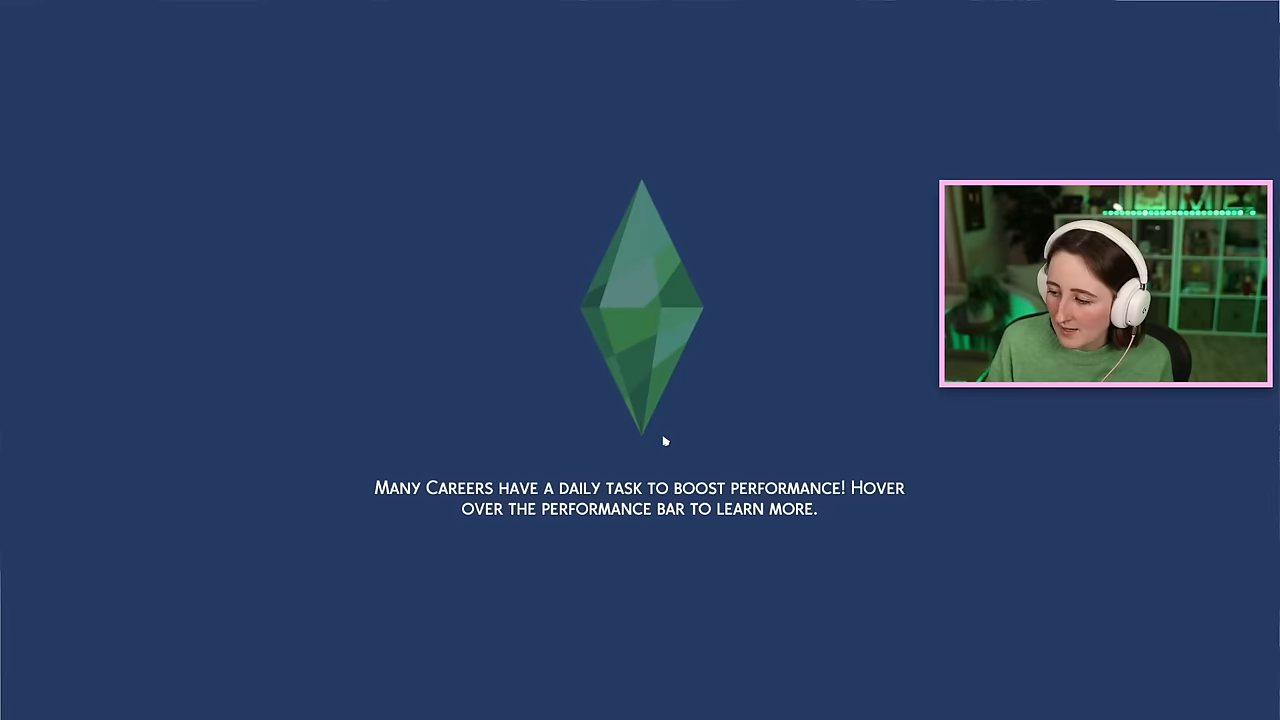 Many Careers have a daily task to boost performance! Hover
over the performance bar to learn more.